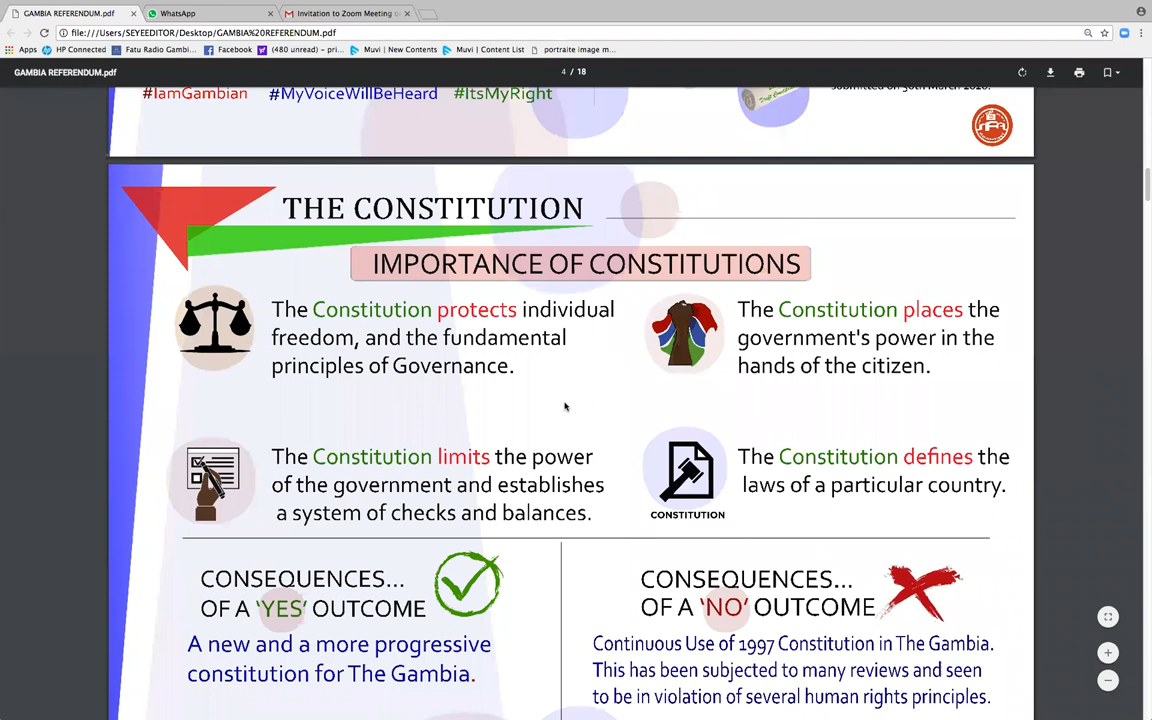 GAMBIA REFERENDUM.pdf
WhatsApp
Invitation to Zoom Meeting
file:///Users/SEYEEDITOR/Desktop/GAMBIA%20REFERENDUM.pdf
Apps HP Connected Fatu Radio Gambi... Facebook (480 unread) - pri... Muvi | New Contents Muvi | Content List portraite image m...
GAMBIA REFERENDUM.pdf 4 / 18
#IamGambian #MyVoiceWillBeHeard #ItsMyRight
THE CONSTITUTION
IMPORTANCE OF CONSTITUTIONS
The Constitution protects individual
freedom, and the fundamental
principles of Governance.
The Constitution places the
government's power in the
hands of the citizen.
The Constitution limits the power
of the government and establishes
a system of checks and balances.
The Constitution defines the
laws of a particular country.
CONSTITUTION
CONSEQUENCES...
OF A 'YES' OUTCOME
A new and a more progressive
constitution for The Gambia.
CONSEQUENCES...
OF A 'NO' OUTCOME
Continuous Use of 1997 Constitution in The Gambia.
This has been subjected to many reviews and seen
to be in violation of several human rights principles.